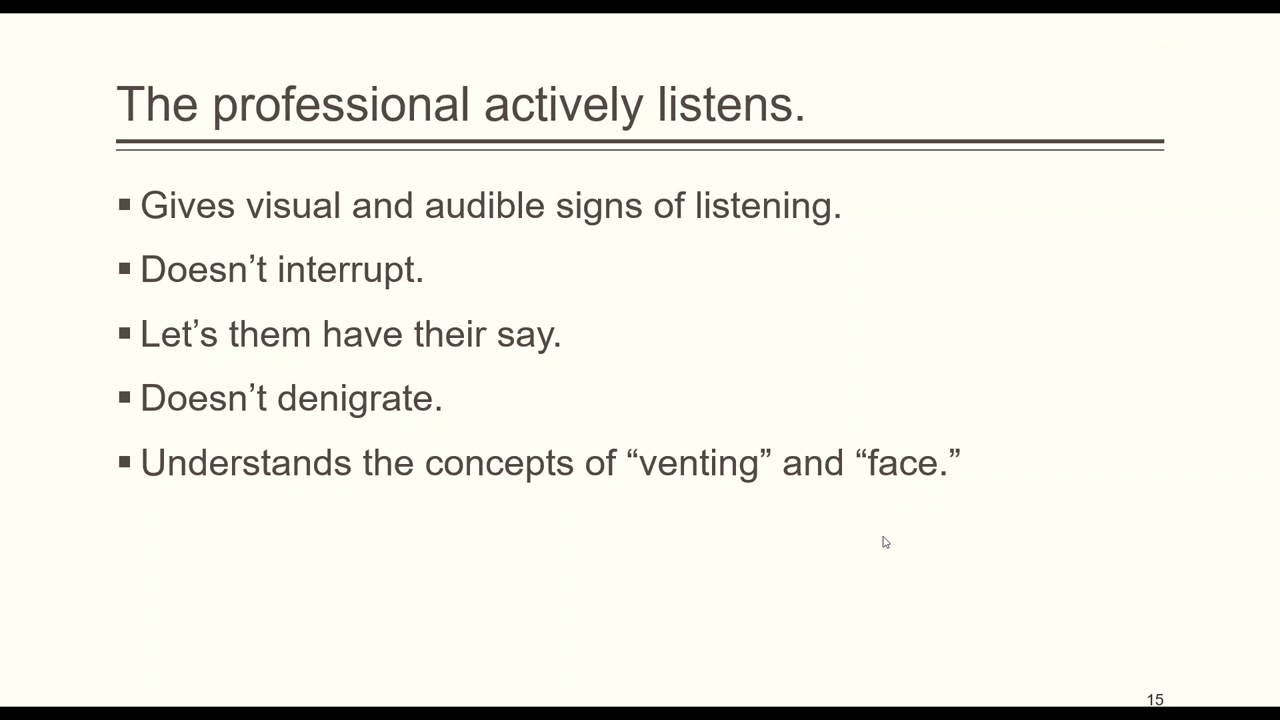 The professional actively listens.
▪ Gives visual and audible signs of listening.
▪ Doesn’t interrupt.
▪ Let’s them have their say.
▪ Doesn’t denigrate.
▪ Understands the concepts of “venting” and “face.”
15